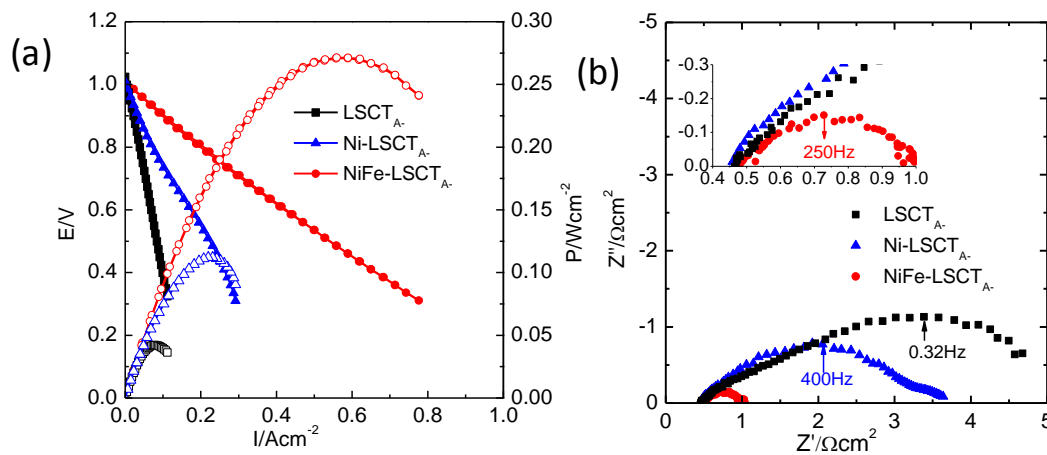 (a)
E/V
1.2
1.0
0.8
0.6
0.4
0.2
0.0
0.0 0.2 0.4 0.6 0.8 1.0
I/Acm-2
0.30
0.25
0.20
0.15
0.10
0.05
0.00
P/Wcm-2
LSCTA-
Ni-LSCTA-
NiFe-LSCTA-
(b)
Z''/Ωcm2
-5
-4
-3
-2
-1
0
0 1 2 3 4 5
Z'/Ωcm2
-0.3
-0.2
-0.1
0.0
0.4 0.5 0.6 0.7 0.8 0.9 1.0
250Hz
LSCTA-
Ni-LSCTA-
NiFe-LSCTA-
0.32Hz
400Hz